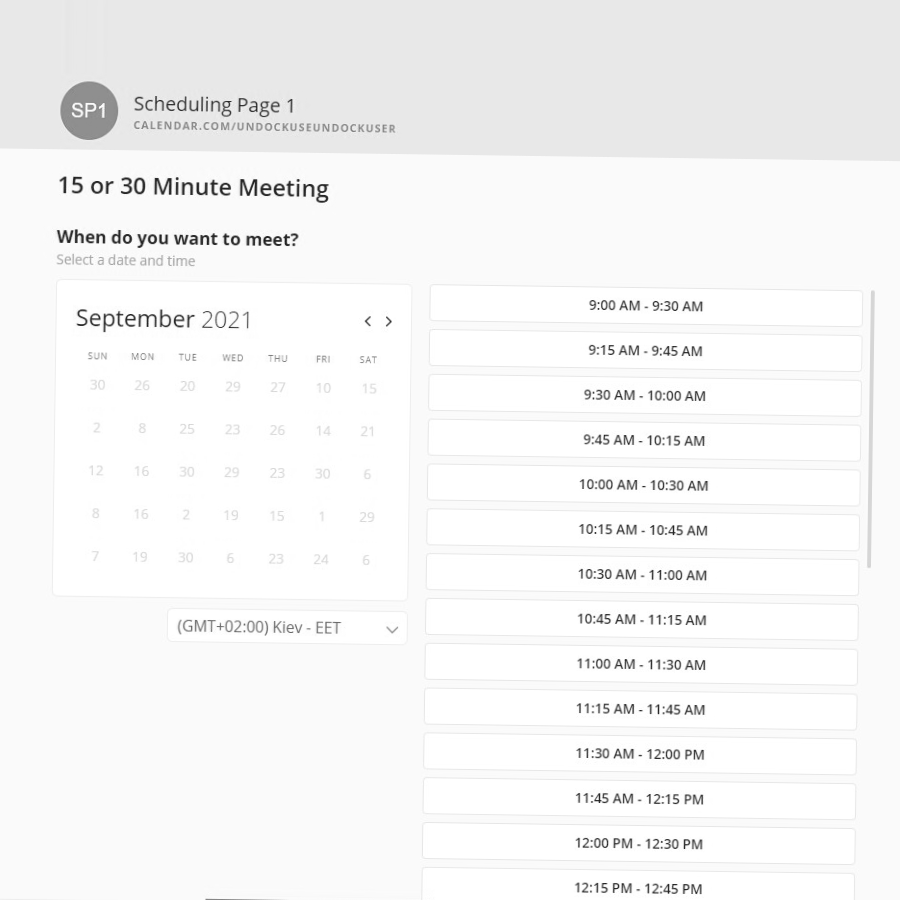 SP1
Scheduling Page 1
CALENDAR.COM/UNDOCKUSEUNDOCKUSER
15 or 30 Minute Meeting
When do you want to meet?
Select a date and time
September 2021
SUN MON TUE WED THU FRI SAT
30 26 20 29 27 10 15
2 8 25 23 26 14 21
12 16 30 29 23 30 6
8 16 2 19 15 1 29
7 19 30 6 23 24 6
(GMT+02:00) Kiev - EET
9:00 AM - 9:30 AM
9:15 AM - 9:45 AM
9:30 AM - 10:00 AM
9:45 AM - 10:15 AM
10:00 AM - 10:30 AM
10:15 AM - 10:45 AM
10:30 AM - 11:00 AM
10:45 AM - 11:15 AM
11:00 AM - 11:30 AM
11:15 AM - 11:45 AM
11:30 AM - 12:00 PM
11:45 AM - 12:15 PM
12:00 PM - 12:30 PM
12:15 PM - 12:45 PM